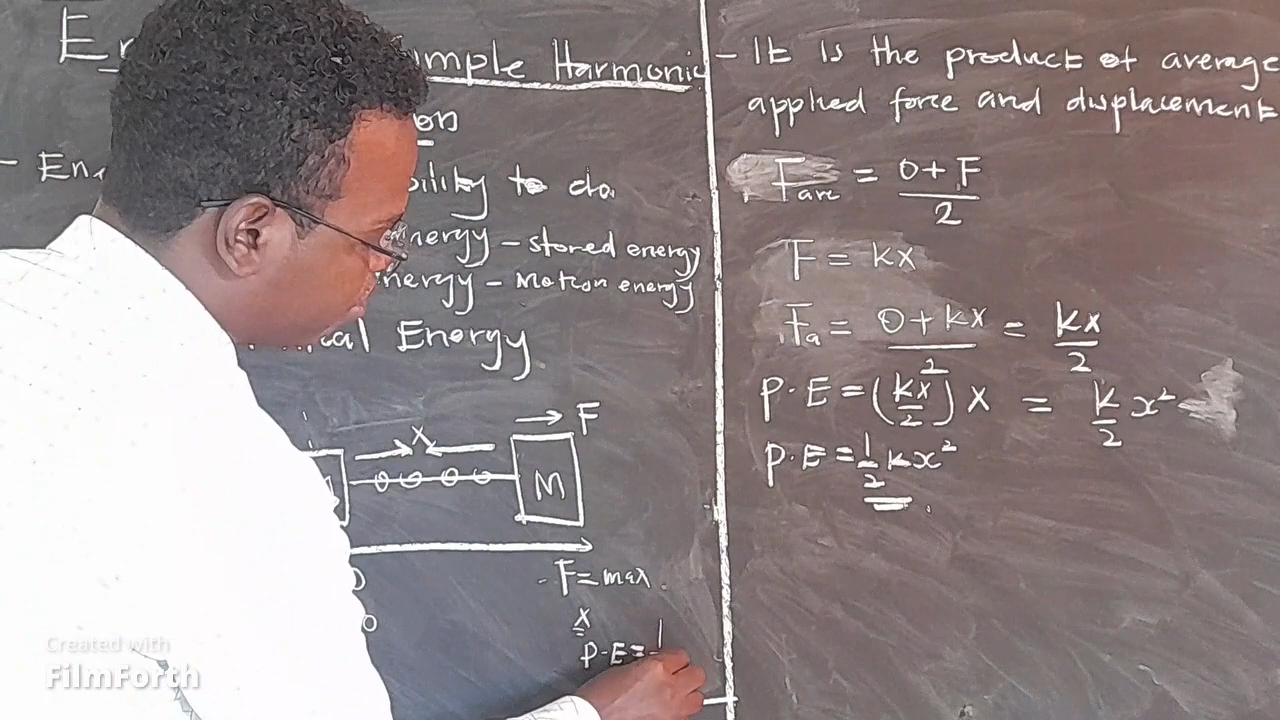 E mple Harmonic
on
- En bility to do
nergy - stored energy
nergy - Motion energy
cal Energy
X F
M
F = max
0
x
P.E = 1
- It is the product of average
applied force and displacement
Fave = 0 + F / 2
F = kx
Fa = 0 + kx / 2 = kx / 2
P.E = (kx / 2) x = k / 2 x²
P.E = 1 / 2 kx²
Created with
FilmForth